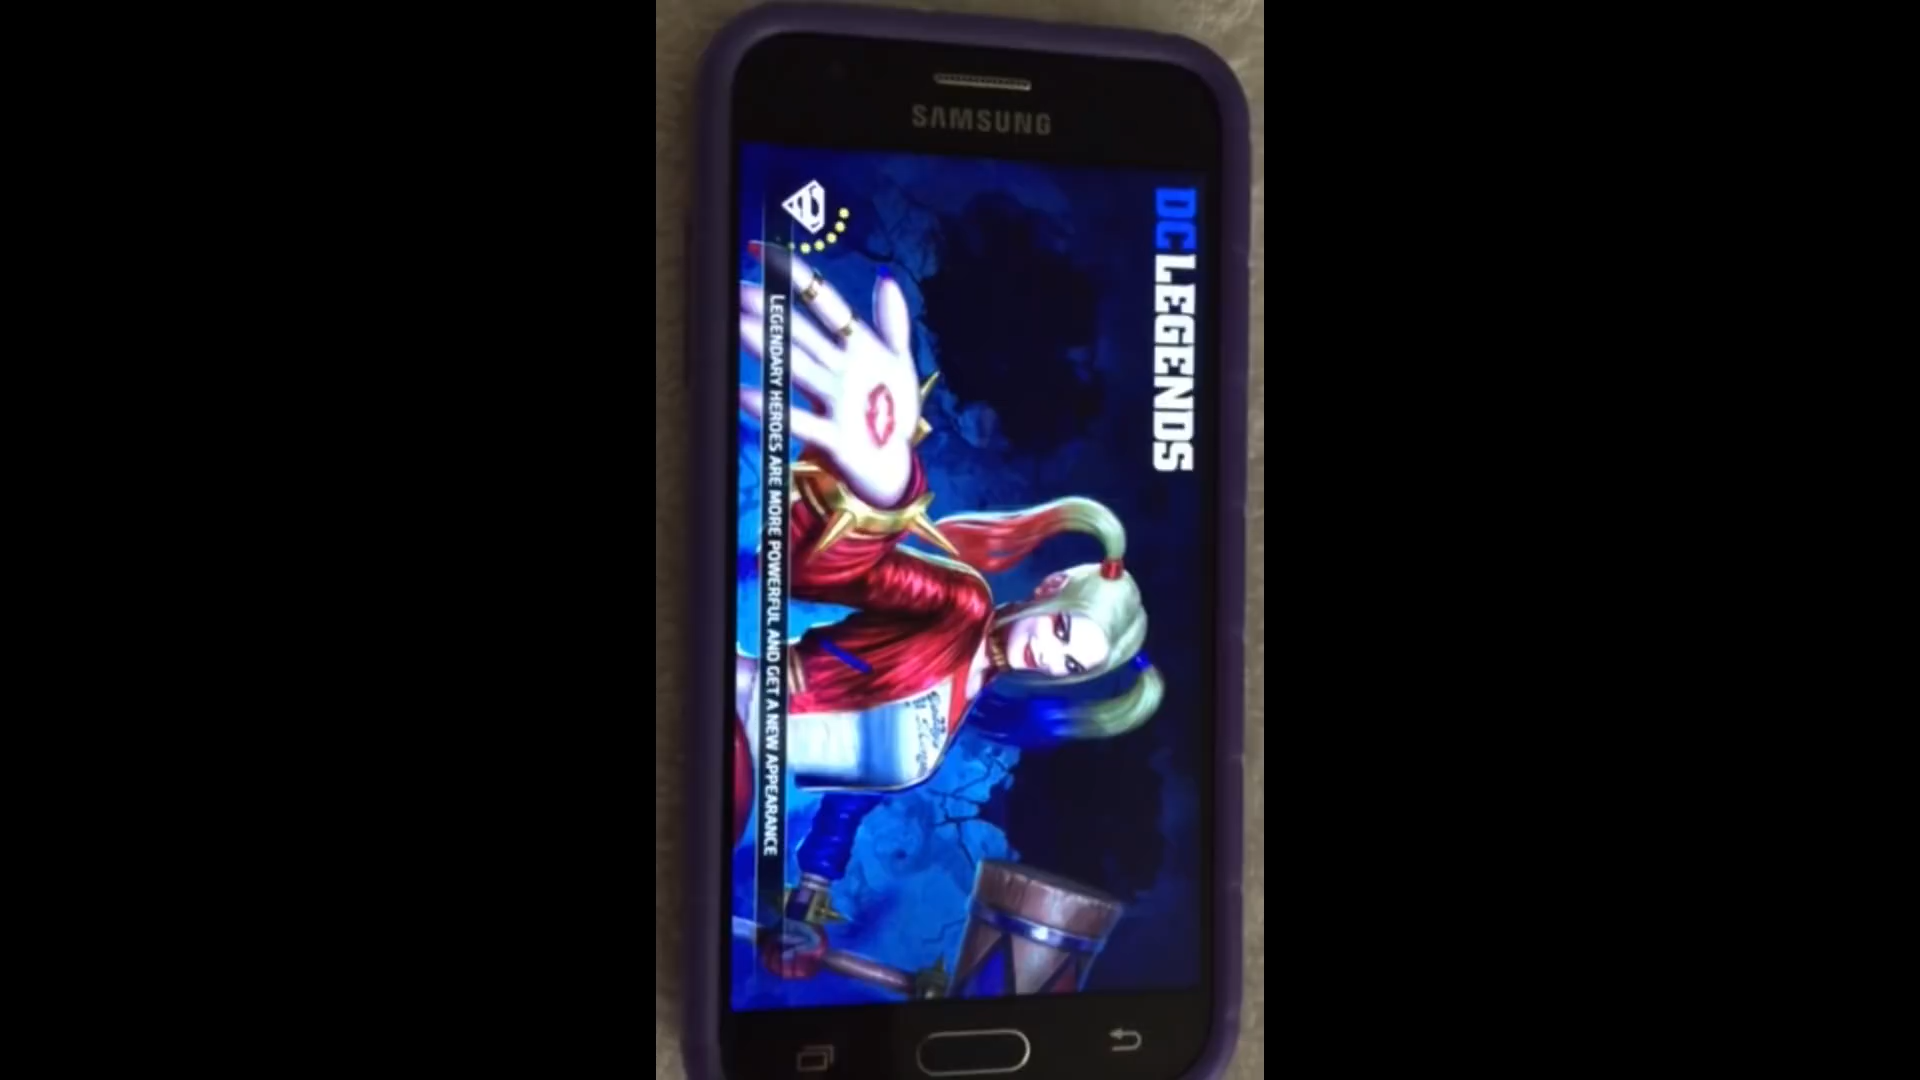 SAMSUNG
DC LEGENDS
LEGENDARY HEROES ARE MORE POWERFUL AND GET A NEW APPEARANCE